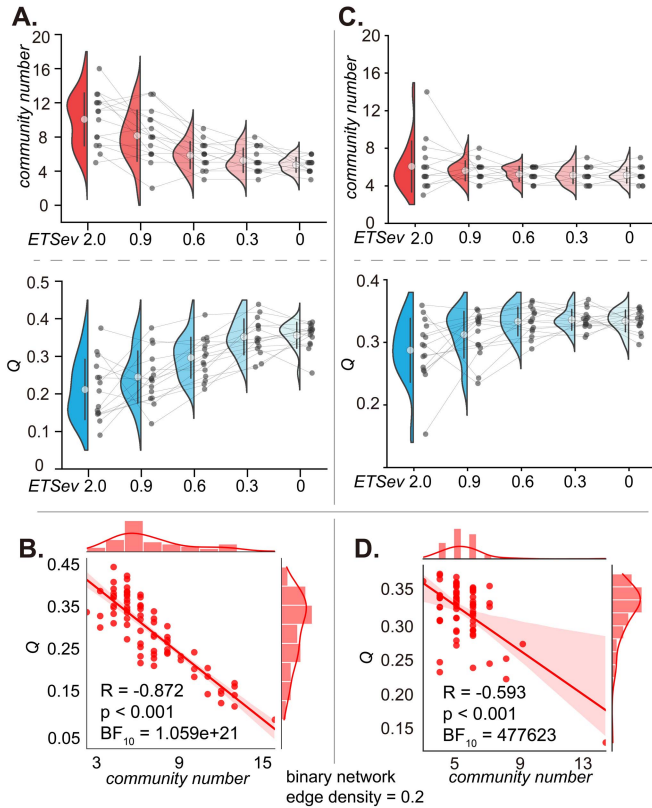 A.
community number
20
16
12
8
4
0
ETSev 2.0 0.9 0.6 0.3 0
Q
0.5
0.4
0.3
0.2
0.1
0
ETSev 2.0 0.9 0.6 0.3 0
C.
community number
20
16
12
8
4
0
ETSev 2.0 0.9 0.6 0.3 0
Q
0.4
0.3
0.2
ETSev 2.0 0.9 0.6 0.3 0
B.
Q
0.45
0.35
0.25
0.15
0.05
R = -0.872
p < 0.001
BF10 = 1.059e+21
3 9 15
community number
D.
Q
0.35
0.30
0.25
0.20
0.15
R = -0.593
p < 0.001
BF10 = 477623
5 9 13
community number
binary network
edge density = 0.2